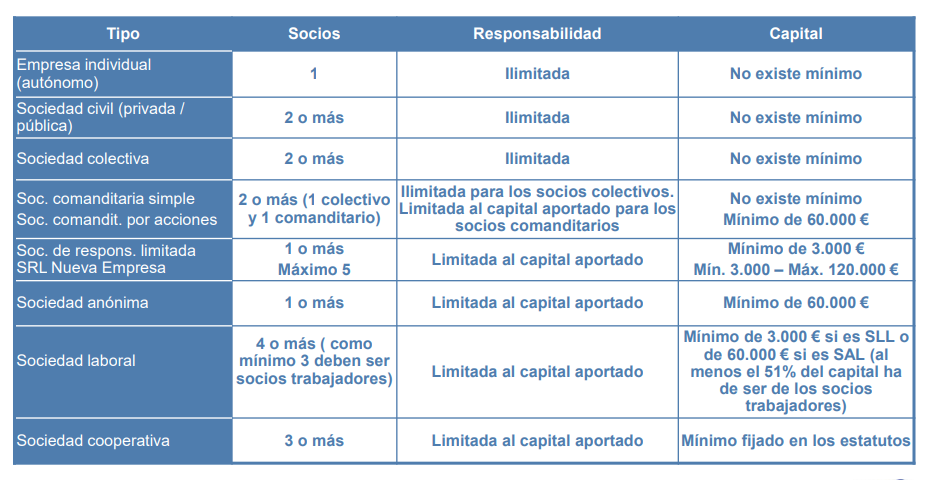 Tipo Socios Responsabilidad Capital
Empresa individual
(autónomo)
1
Ilimitada
No existe mínimo
Sociedad civil (privada /
pública)
2 o más
Ilimitada
No existe mínimo
Sociedad colectiva
2 o más
Ilimitada
No existe mínimo
Soc. comanditaria simple
Soc. comandit. por acciones
2 o más (1 colectivo
y 1 comanditario)
Ilimitada para los socios colectivos.
Limitada al capital aportado para los
socios comanditarios
No existe mínimo
Mínimo de 60.000 €
Soc. de respons. limitada
SRL Nueva Empresa
1 o más
Máximo 5
Limitada al capital aportado
Mínimo de 3.000 €
Mín. 3.000 – Máx. 120.000 €
Sociedad anónima
1 o más
Limitada al capital aportado
Mínimo de 60.000 €
Sociedad laboral
4 o más ( como
mínimo 3 deben ser
socios trabajadores)
Limitada al capital aportado
Mínimo de 3.000 € si es SLL o
de 60.000 € si es SAL (al
menos el 51% del capital ha
de ser de los socios
trabajadores)
Sociedad cooperativa
3 o más
Limitada al capital aportado
Mínimo fijado en los estatutos